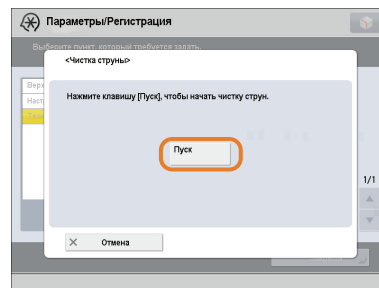 Параметры/Регистрация
Выберите пункт, который требуется задать.
<Чистка струны>
Нажмите клавишу [Пуск], чтобы начать чистку струн.
Пуск
1/1
× Отмена